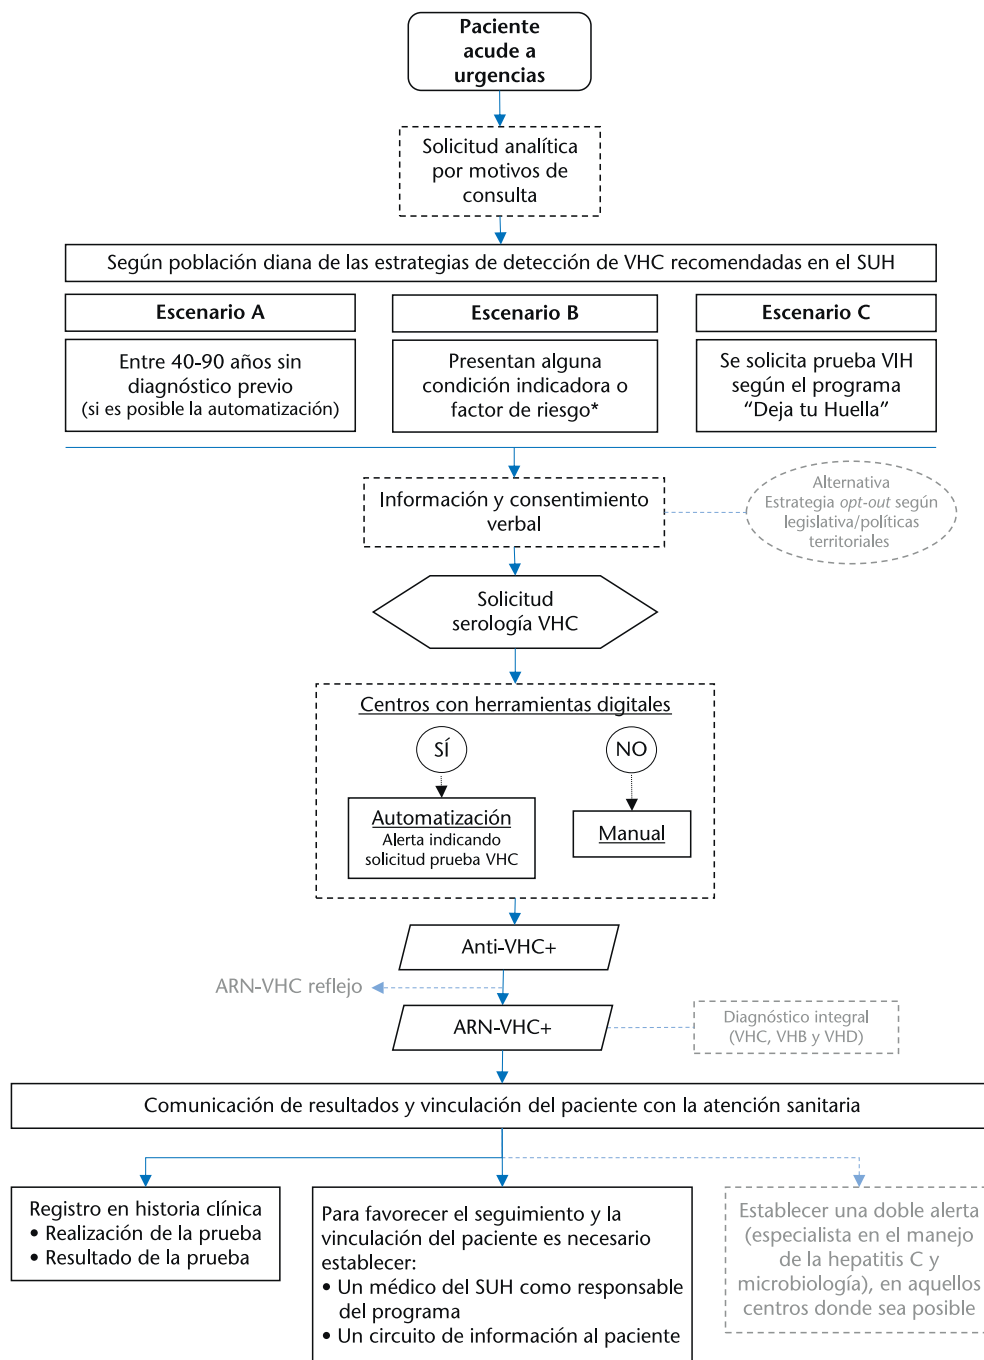 Paciente
acude a
urgencias
Solicitud analítica
por motivos de
consulta
Según población diana de las estrategias de detección de VHC recomendadas en el SUH
Escenario A
Entre 40-90 años sin
diagnóstico previo
(si es posible la automatización)
Escenario B
Presentan alguna
condición indicadora o
factor de riesgo*
Escenario C
Se solicita prueba VIH
según el programa
“Deja tu Huella”
Información y consentimiento
verbal
Alternativa
Estrategia opt-out según
legislativa/políticas
territoriales
Solicitud
serología VHC
Centros con herramientas digitales
SÍ
NO
Automatización
Alerta indicando
solicitud prueba VHC
Manual
Anti-VHC+
ARN-VHC reflejo
ARN-VHC+
Diagnóstico integral
(VHC, VHB y VHD)
Comunicación de resultados y vinculación del paciente con la atención sanitaria
Registro en historia clínica
• Realización de la prueba
• Resultado de la prueba
Para favorecer el seguimiento y la
vinculación del paciente es necesario
establecer:
• Un médico del SUH como responsable
del programa
• Un circuito de información al paciente
Establecer una doble alerta
(especialista en el manejo
de la hepatitis C y
microbiología), en aquellos
centros donde sea posible